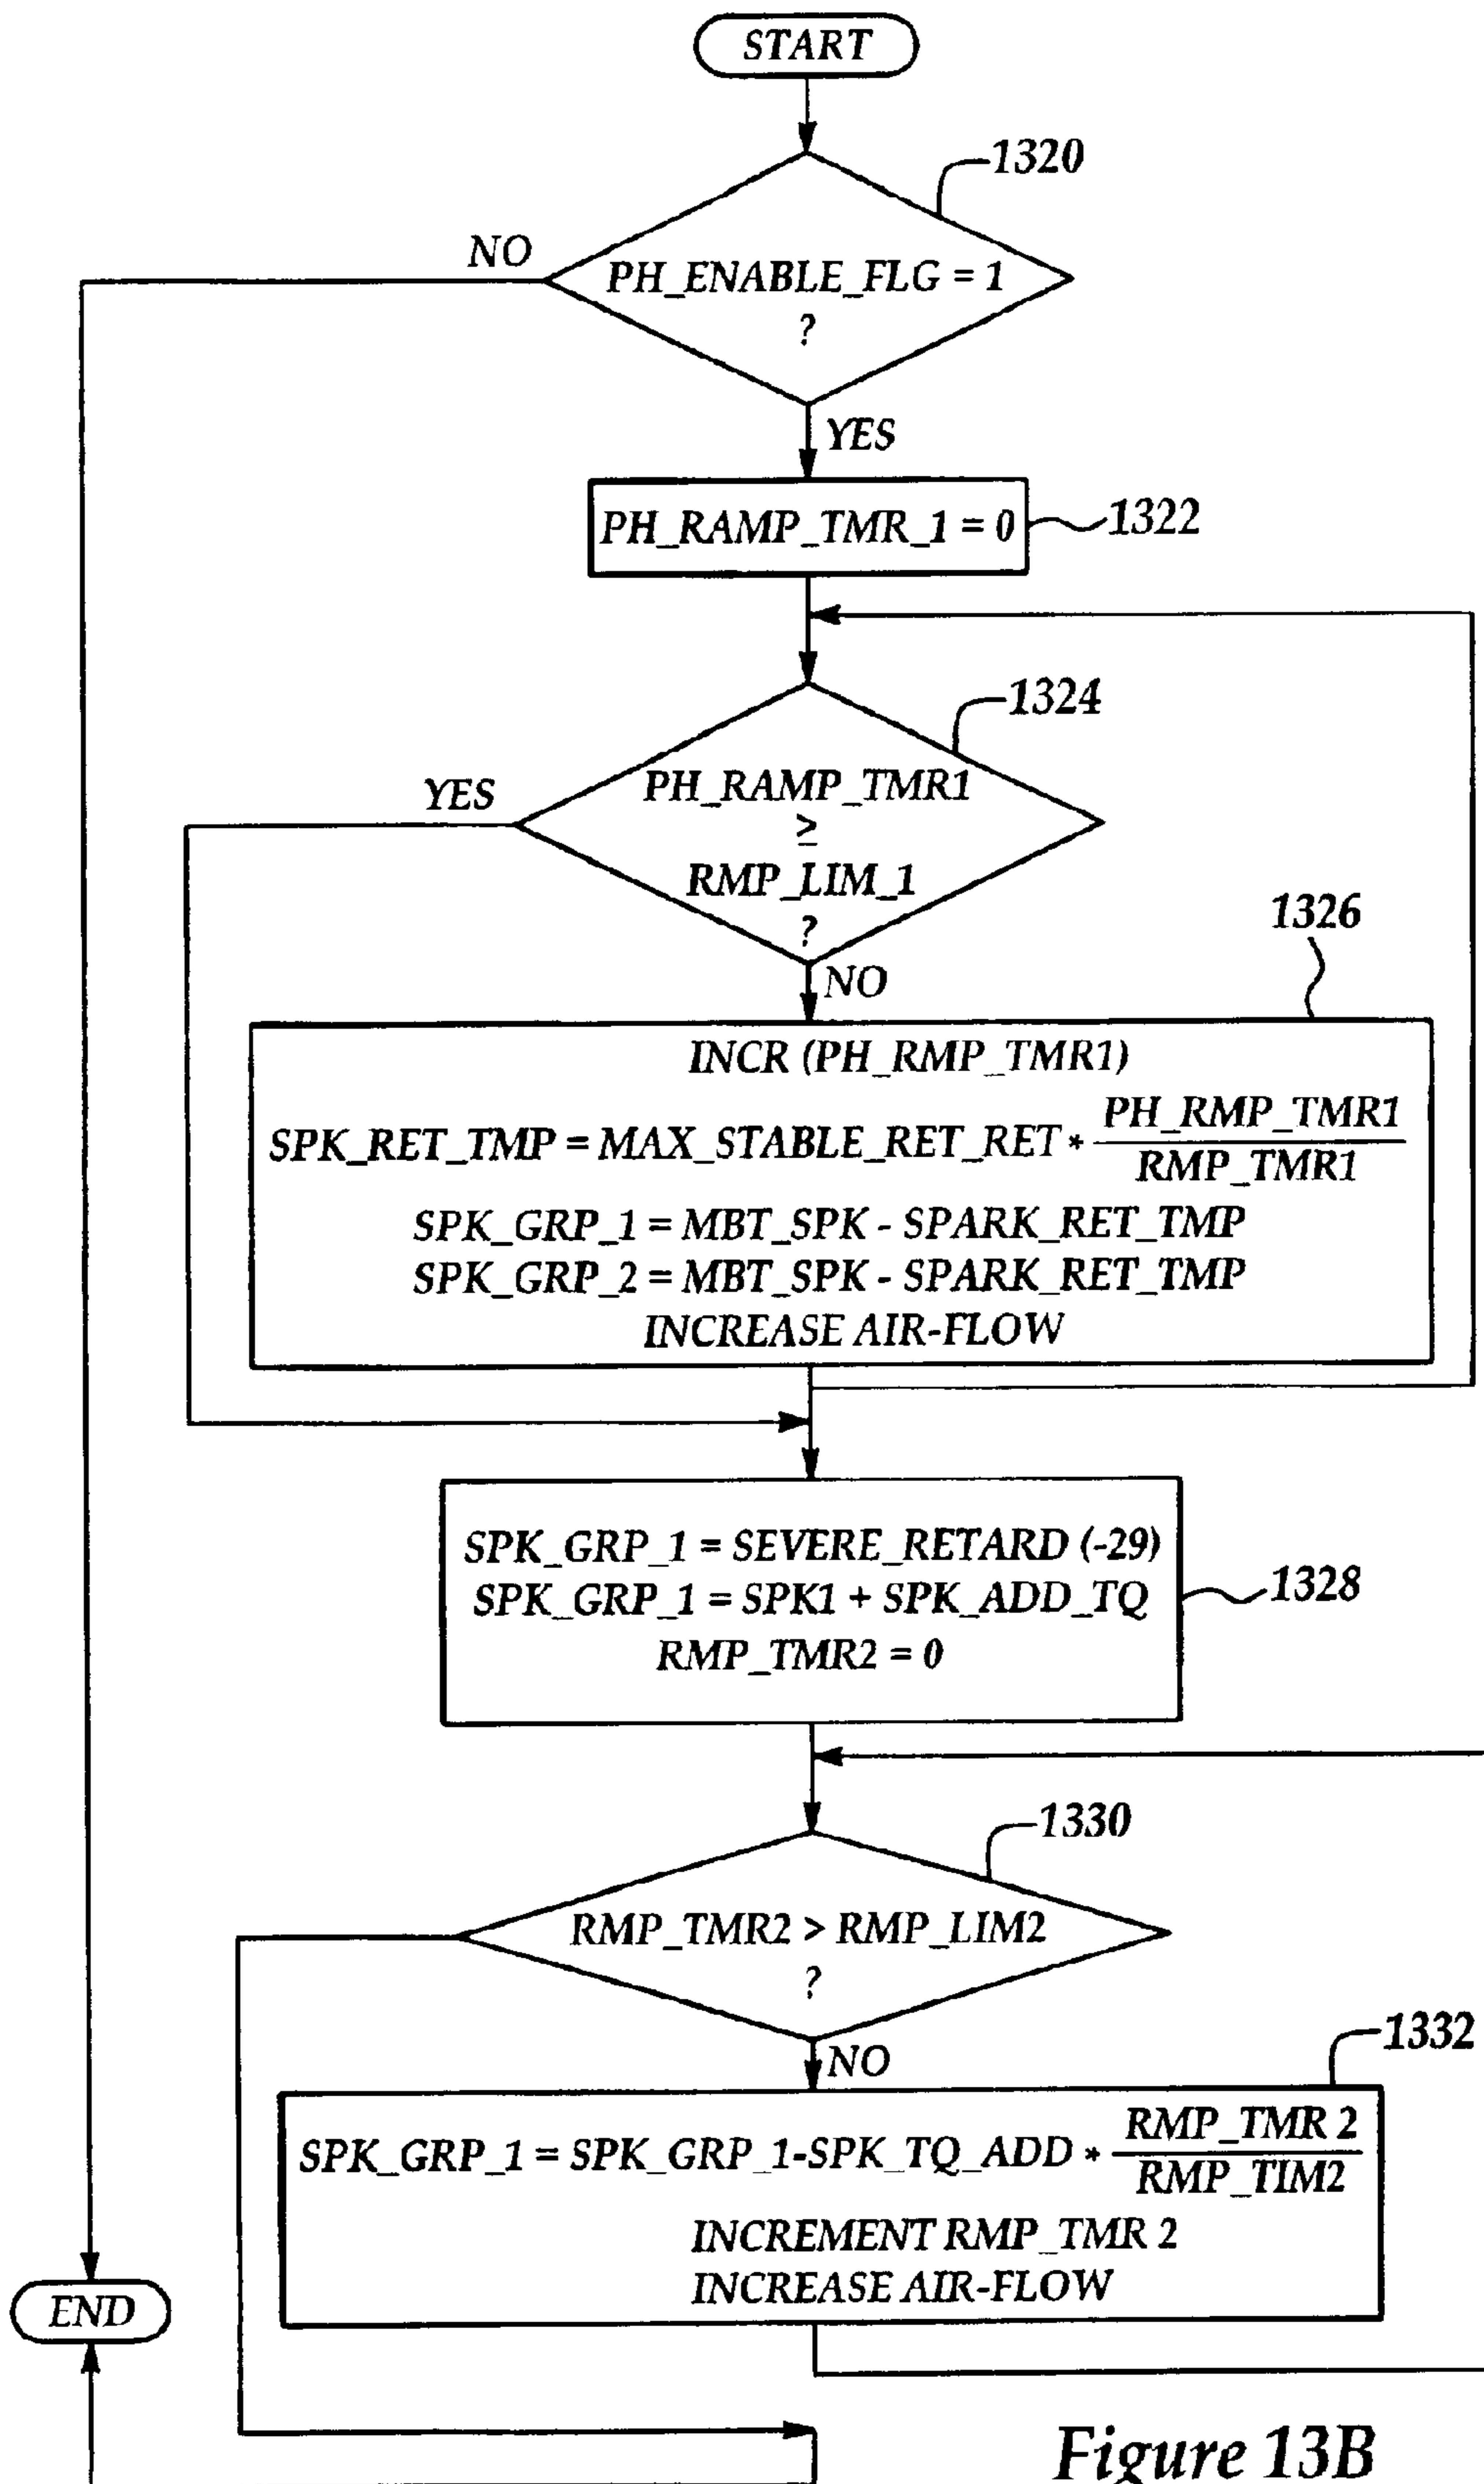 START
1320
NO
PH_ENABLE_FLG = 1
?
YES
PH_RAMP_TMR_1 = 0
1322
1324
YES
PH_RAMP_TMR1
≥
RMP_LIM_1
?
1326
NO
INCR (PH_RMP_TMR1)
SPK_RET_TMP = MAX_STABLE_RET_RET * PH_RMP_TMR1
RMP_TMR1
SPK_GRP_1 = MBT_SPK - SPARK_RET_TMP
SPK_GRP_2 = MBT_SPK - SPARK_RET_TMP
INCREASE AIR-FLOW
SPK_GRP_1 = SEVERE_RETARD (-29)
SPK_GRP_1 = SPK1 + SPK_ADD_TQ
RMP_TMR2 = 0
1328
1330
RMP_TMR2 > RMP_LIM2
?
1332
NO
SPK_GRP_1 = SPK_GRP_1-SPK_TQ_ADD * RMP_TMR 2
RMP_TIM2
INCREMENT RMP_TMR 2
INCREASE AIR-FLOW
END
Figure 13B